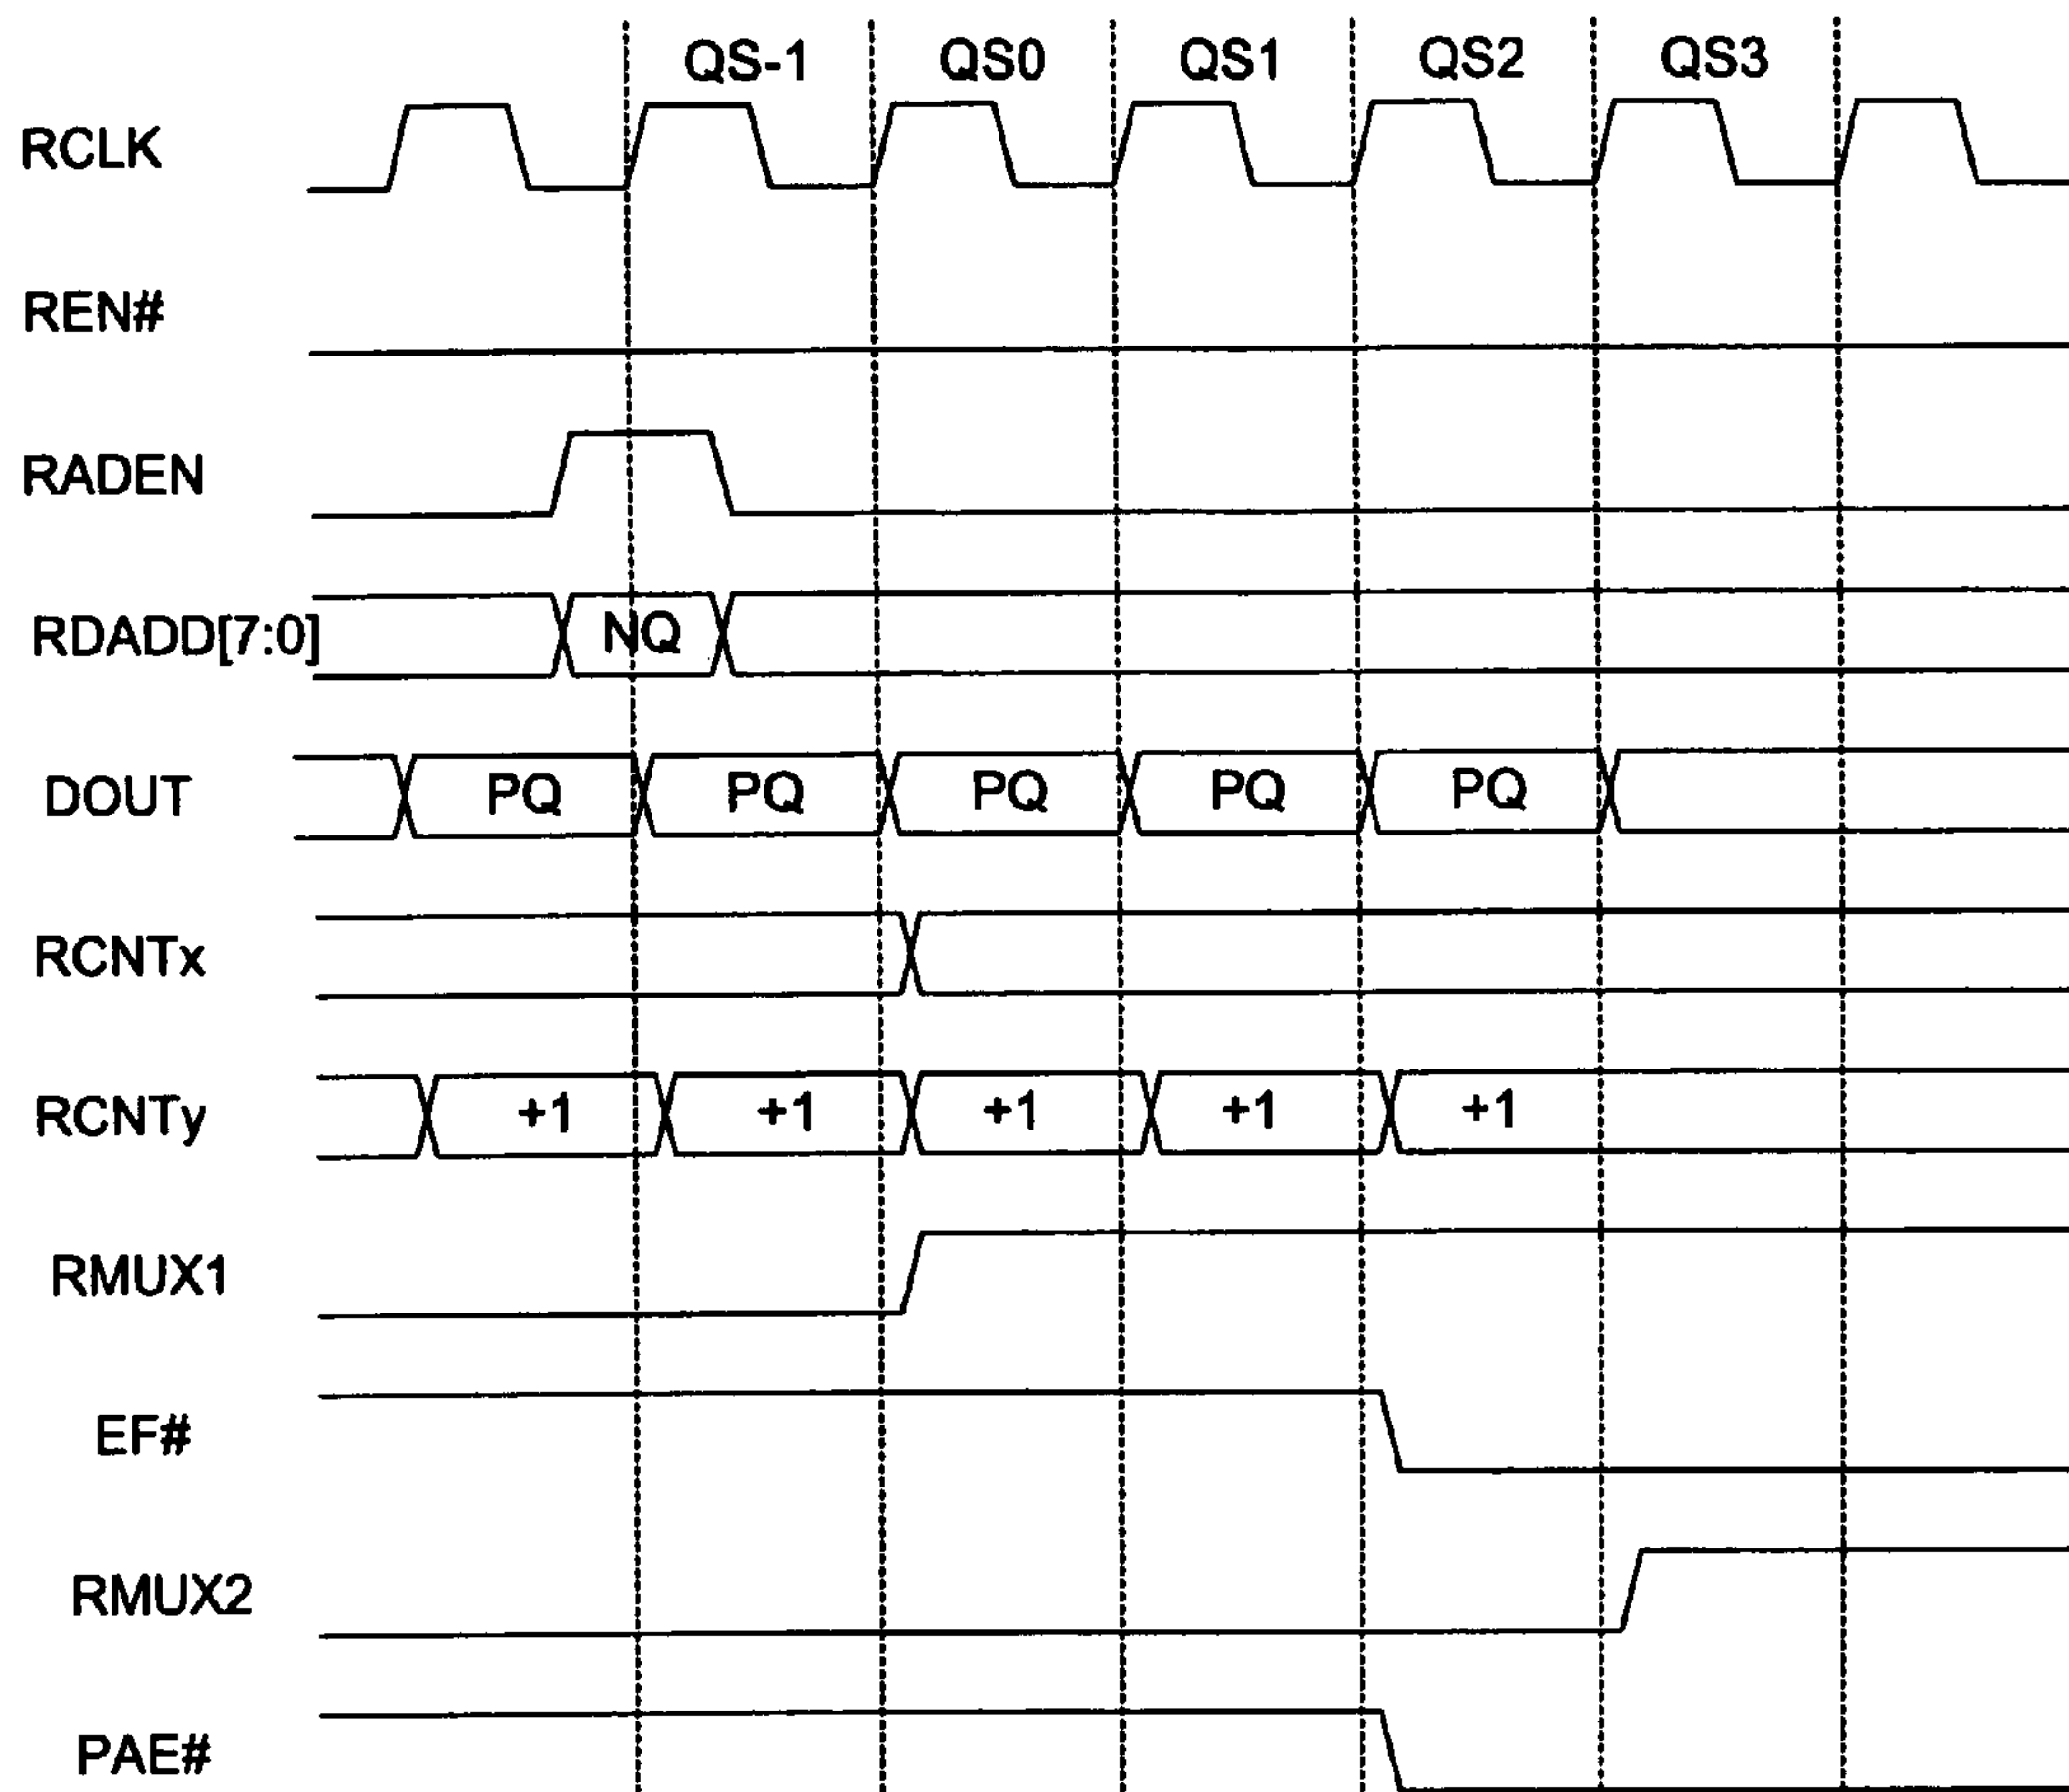 QS-1 QS0 QS1 QS2 QS3
RCLK
REN#
RADEN
RDADD[7:0] NQ
DOUT PQ PQ PQ PQ PQ
RCNTx
RCNTy +1 +1 +1 +1 +1
RMUX1
EF#
RMUX2
PAE#